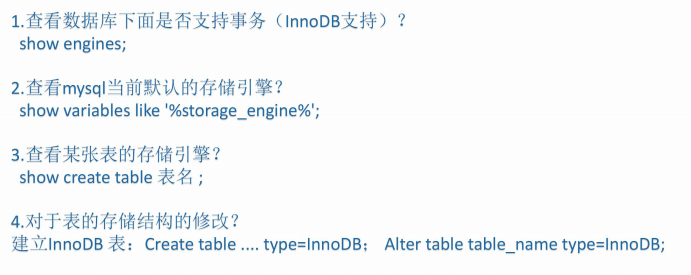 1.查看数据库下面是否支持事务（InnoDB支持）？
show engines;
2.查看mysql当前默认的存储引擎？
show variables like '%storage_engine%';
3.查看某张表的存储引擎？
show create table 表名 ;
4.对于表的存储结构的修改？
建立InnoDB 表：Create table .... type=InnoDB； Alter table table_name type=InnoDB;